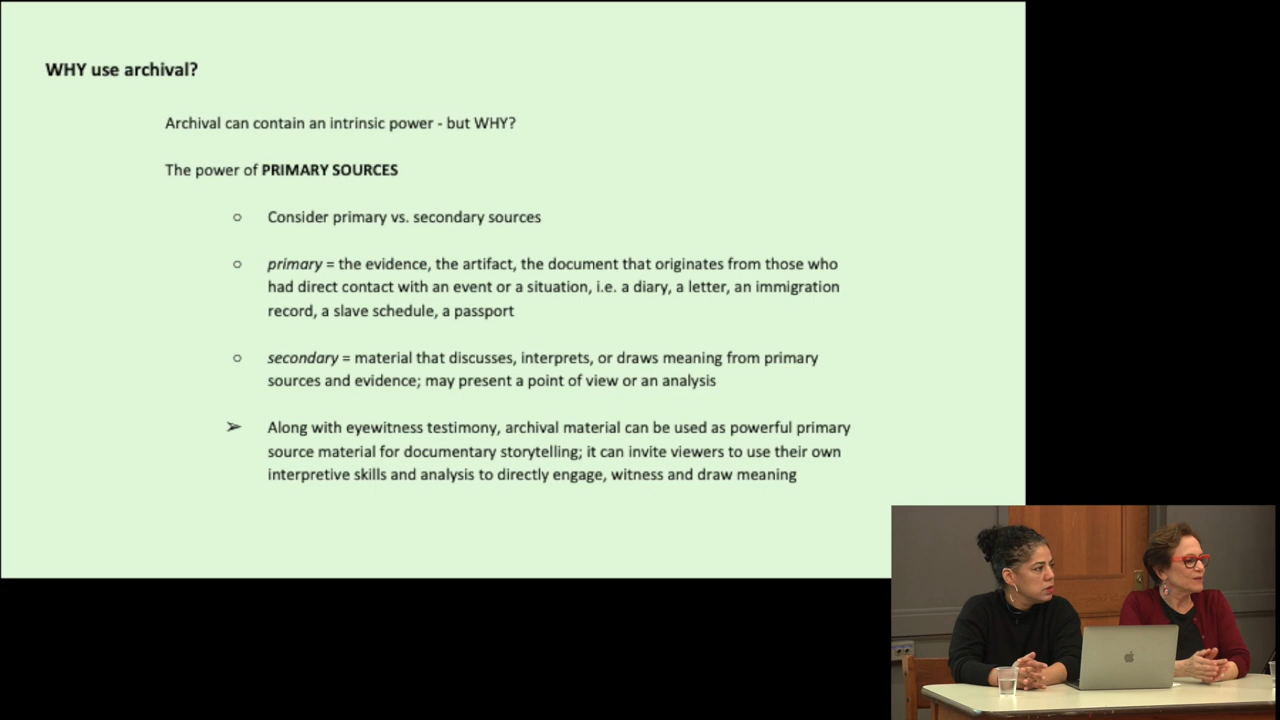 WHY use archival?
Archival can contain an intrinsic power - but WHY?
The power of PRIMARY SOURCES
○ Consider primary vs. secondary sources
○ primary = the evidence, the artifact, the document that originates from those who
had direct contact with an event or a situation, i.e. a diary, a letter, an immigration
record, a slave schedule, a passport
○ secondary = material that discusses, interprets, or draws meaning from primary
sources and evidence; may present a point of view or an analysis
➢ Along with eyewitness testimony, archival material can be used as powerful primary
source material for documentary storytelling; it can invite viewers to use their own
interpretive skills and analysis to directly engage, witness and draw meaning